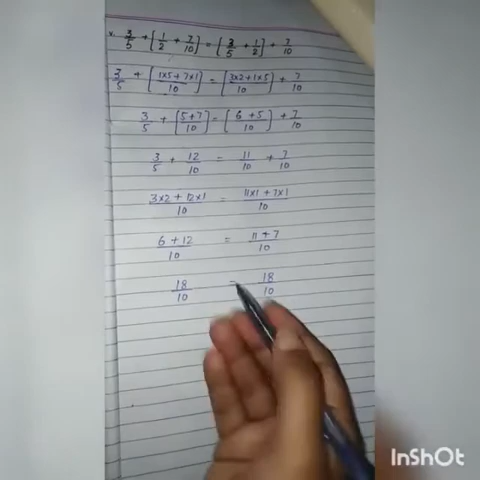 v. 3/5 + [1/2 + 7/10] = [3/5 + 1/2] + 7/10
3/5 + [1×5+7×1/10] = [3×2+1×5/10] + 7/10
3/5 + [5+7/10] = [6+5/10] + 7/10
3/5 + 12/10 = 11/10 + 7/10
3×2+12×1/10 = 11×1+7×1/10
6+12/10 = 11+7/10
18/10 = 18/10
InShOt